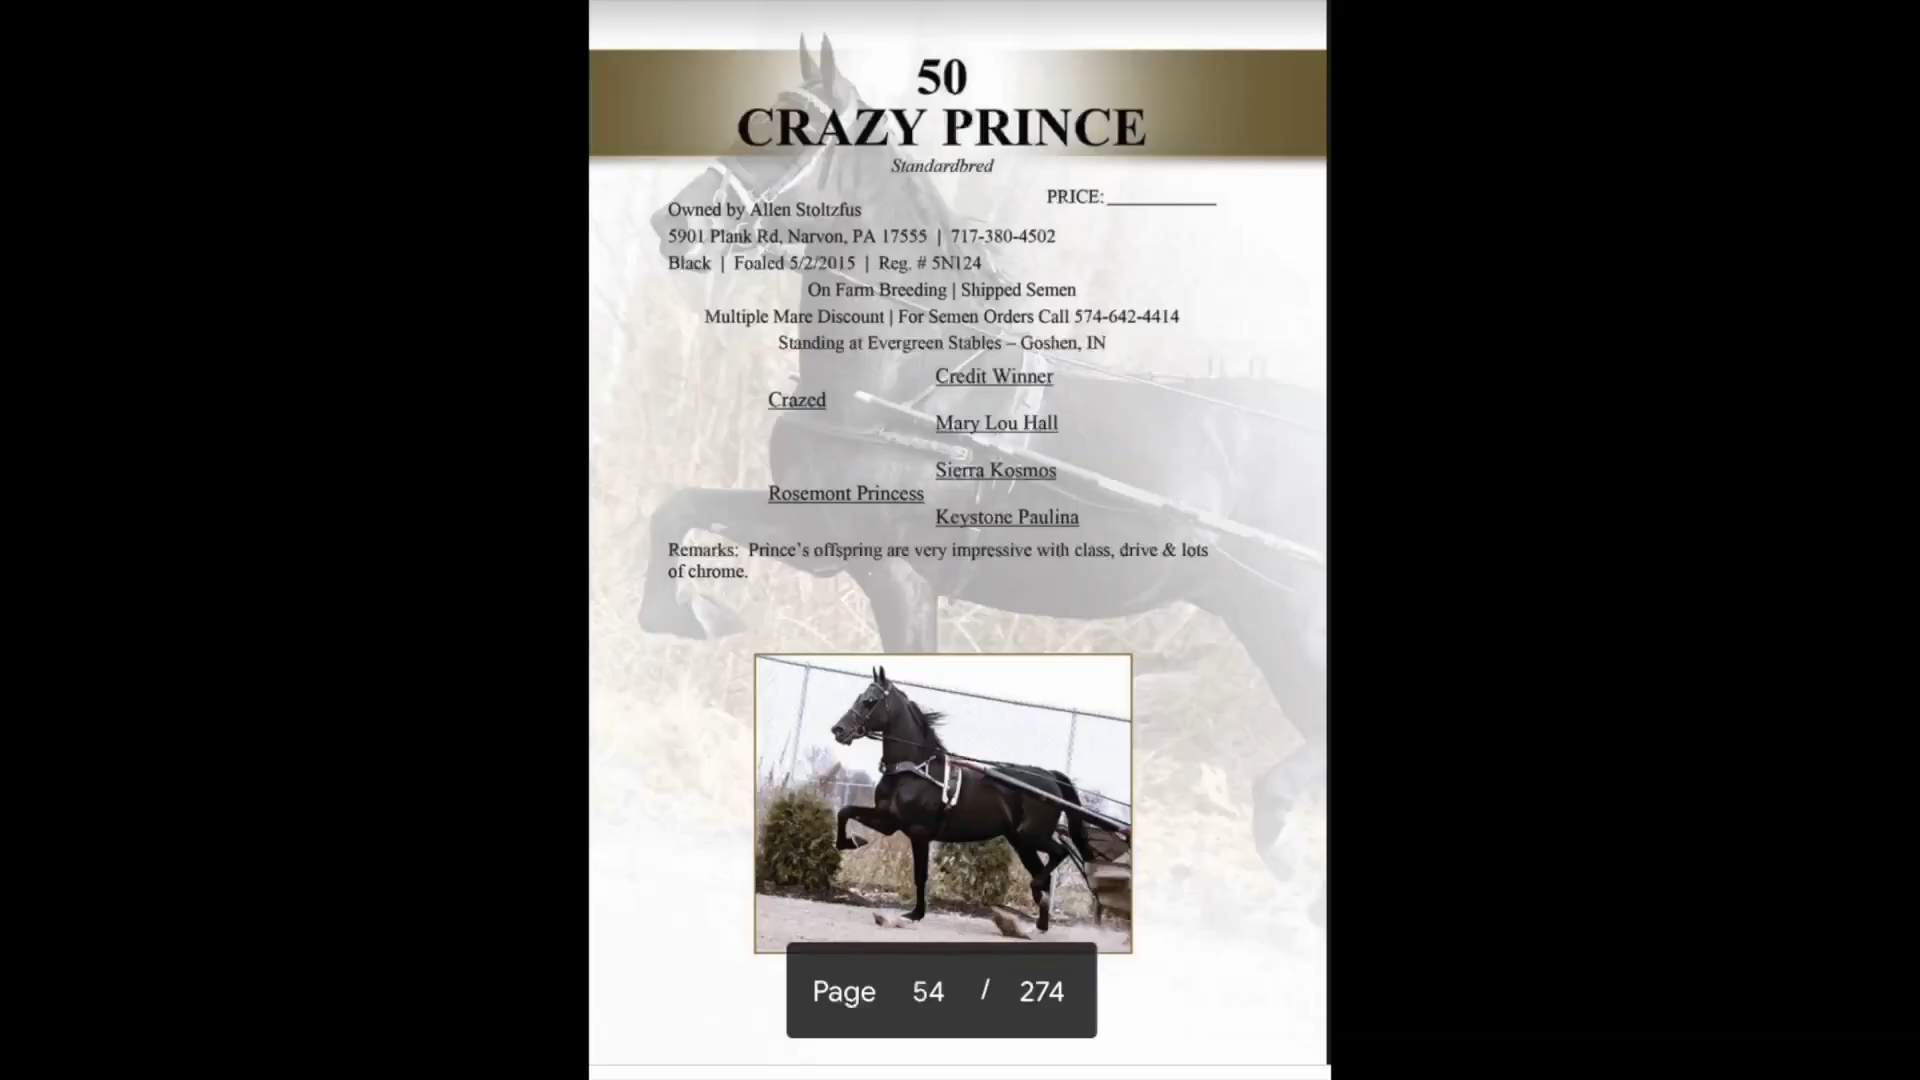 50
CRAZY PRINCE
Standardbred
PRICE:___________
Owned by Allen Stoltzfus
5901 Plank Rd, Narvon, PA 17555 | 717-380-4502
Black | Foaled 5/2/2015 | Reg. # 5N124
On Farm Breeding | Shipped Semen
Multiple Mare Discount | For Semen Orders Call 574-642-4414
Standing at Evergreen Stables – Goshen, IN
Credit Winner
Crazed
Mary Lou Hall
Sierra Kosmos
Rosemont Princess
Keystone Paulina
Remarks: Prince's offspring are very impressive with class, drive & lots
of chrome.
Page 54 / 274